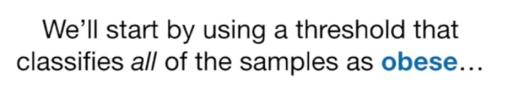 We'll start by using a threshold that
classifies all of the samples as obese...